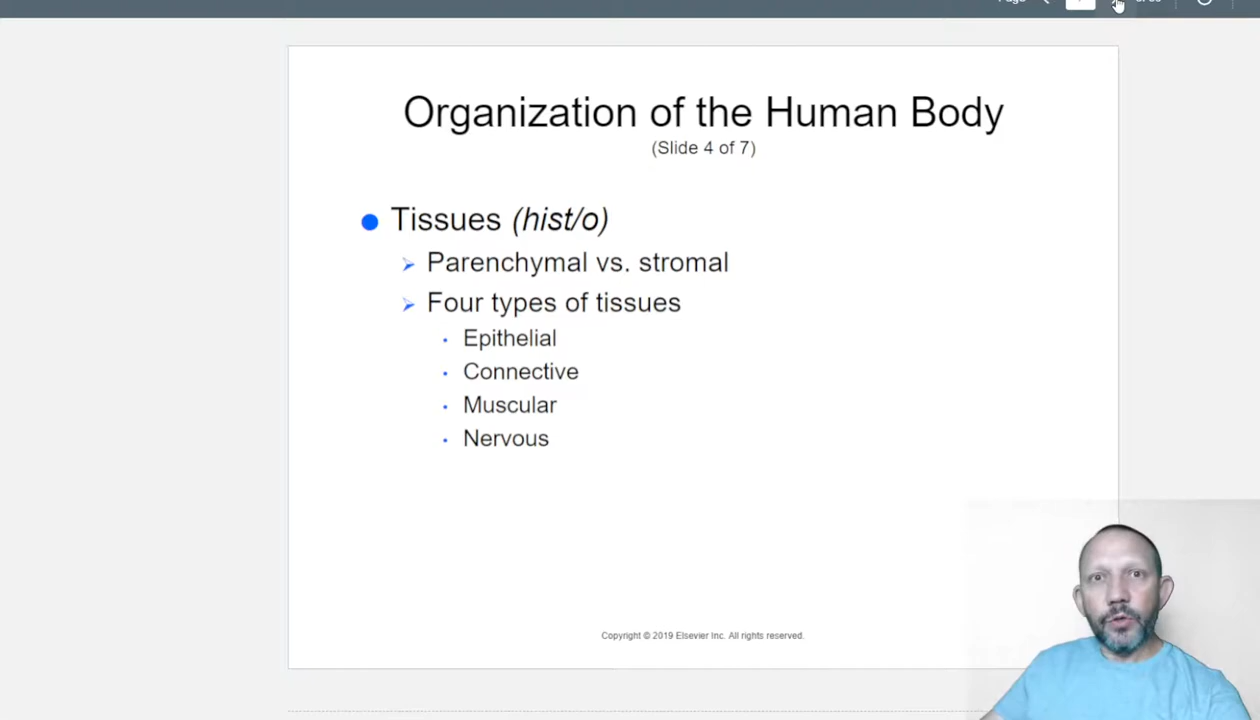 Organization of the Human Body
(Slide 4 of 7)
Tissues (hist/o)
Parenchymal vs. stromal
Four types of tissues
Epithelial
Connective
Muscular
Nervous
Copyright © 2019 Elsevier Inc. All rights reserved.